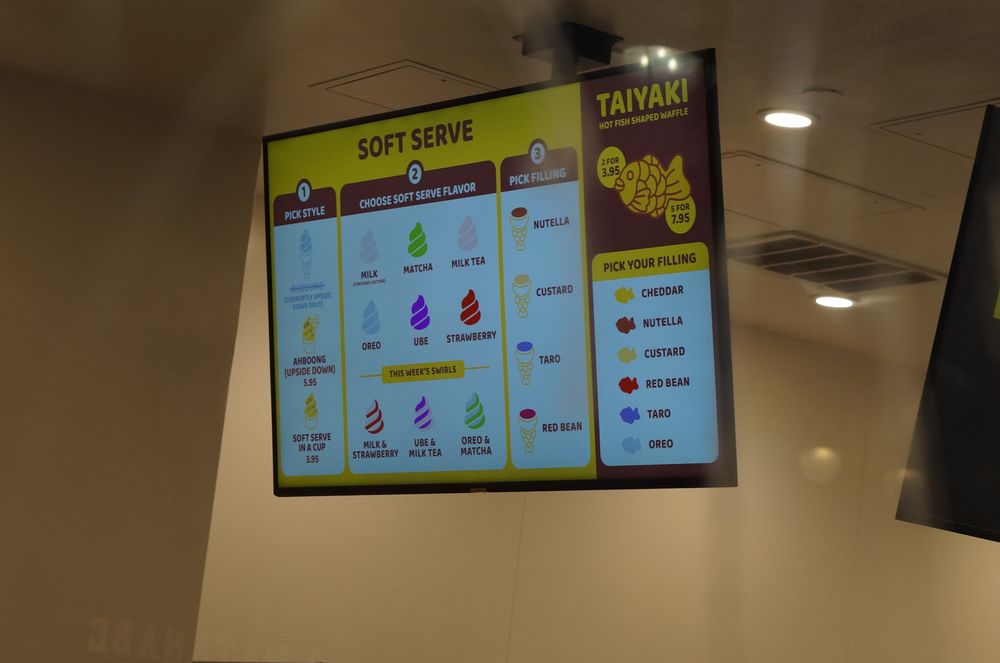 SOFT SERVE
1
PICK STYLE
AHBOONG
(CURRENTLY UPSIDE
DOWN ONLY)
AHBOONG
(UPSIDE DOWN)
5.95
SOFT SERVE
IN A CUP
3.95
2
CHOOSE SOFT SERVE FLAVOR
MILK
(CONTAINS LACTOSE)
MATCHA
MILK TEA
OREO
UBE
STRAWBERRY
THIS WEEK'S SWIRLS
MILK &
STRAWBERRY
UBE &
MILK TEA
OREO &
MATCHA
3
PICK FILLING
NUTELLA
CUSTARD
TARO
RED BEAN
TAIYAKI
HOT FISH SHAPED WAFFLE
2 FOR
3.95
5 FOR
7.95
PICK YOUR FILLING
CHEDDAR
NUTELLA
CUSTARD
RED BEAN
TARO
OREO